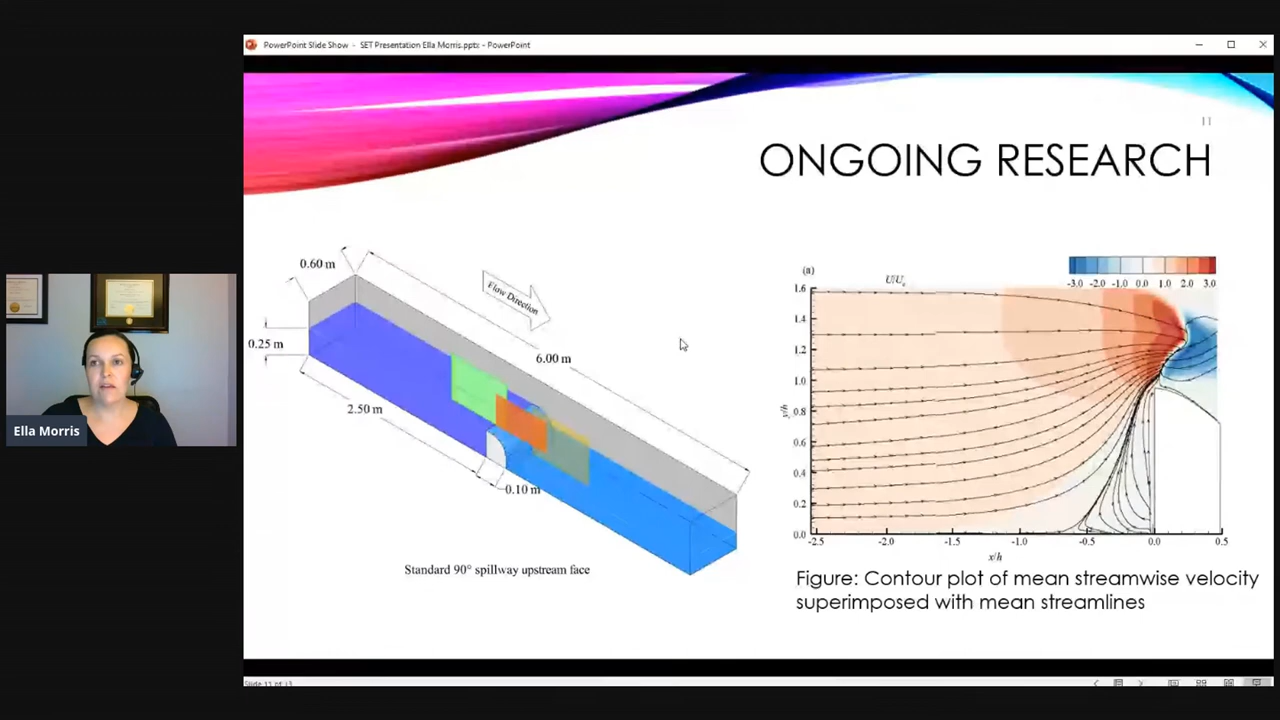 PowerPoint Slide Show - SET Presentation Ella Morris.pptx - PowerPoint
11
ONGOING RESEARCH
0.60 m
Flow Direction
0.25 m
6.00 m
2.50 m
0.10 m
Standard 90° spillway upstream face
(a)
U/U
-3.0 -2.0 -1.0 0.0 1.0 2.0 3.0
1.6
1.4
1.2
1.0
0.8
y/h
0.6
0.4
0.2
0.0
-2.5 -2.0 -1.5 -1.0 -0.5 0.0 0.5
x/h
Figure: Contour plot of mean streamwise velocity
superimposed with mean streamlines
Ella Morris
Slide 11 of 13